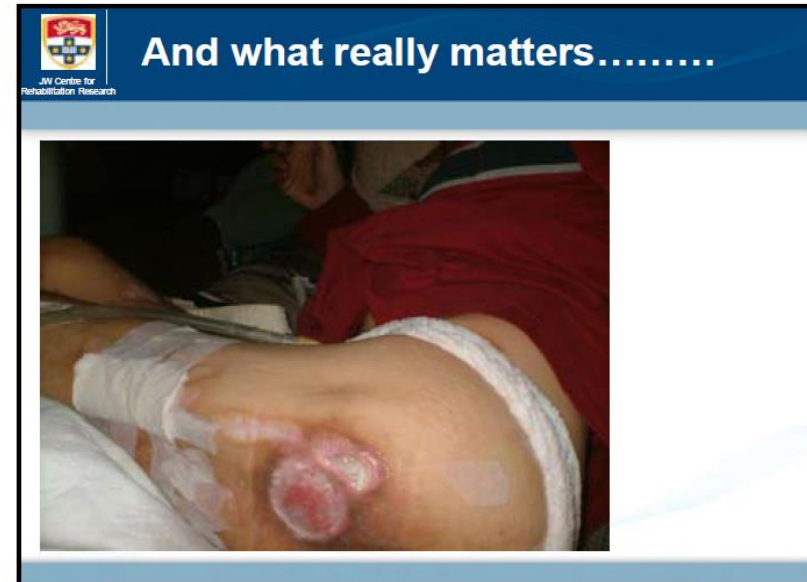 And what really matters………
JW Centre for
Rehabilitation Research